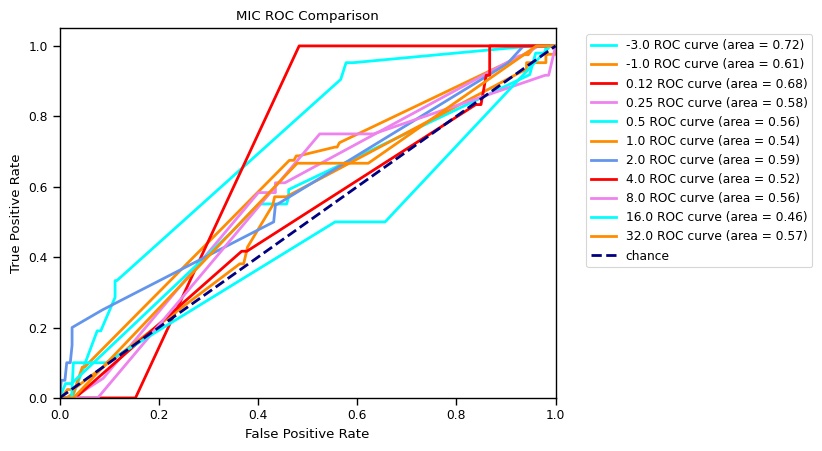 MIC ROC Comparison
True Positive Rate
1.0
0.8
0.6
0.4
0.2
0.0
0.0 0.2 0.4 0.6 0.8 1.0
False Positive Rate
-3.0 ROC curve (area = 0.72)
-1.0 ROC curve (area = 0.61)
0.12 ROC curve (area = 0.68)
0.25 ROC curve (area = 0.58)
0.5 ROC curve (area = 0.56)
1.0 ROC curve (area = 0.54)
2.0 ROC curve (area = 0.59)
4.0 ROC curve (area = 0.52)
8.0 ROC curve (area = 0.56)
16.0 ROC curve (area = 0.46)
32.0 ROC curve (area = 0.57)
chance